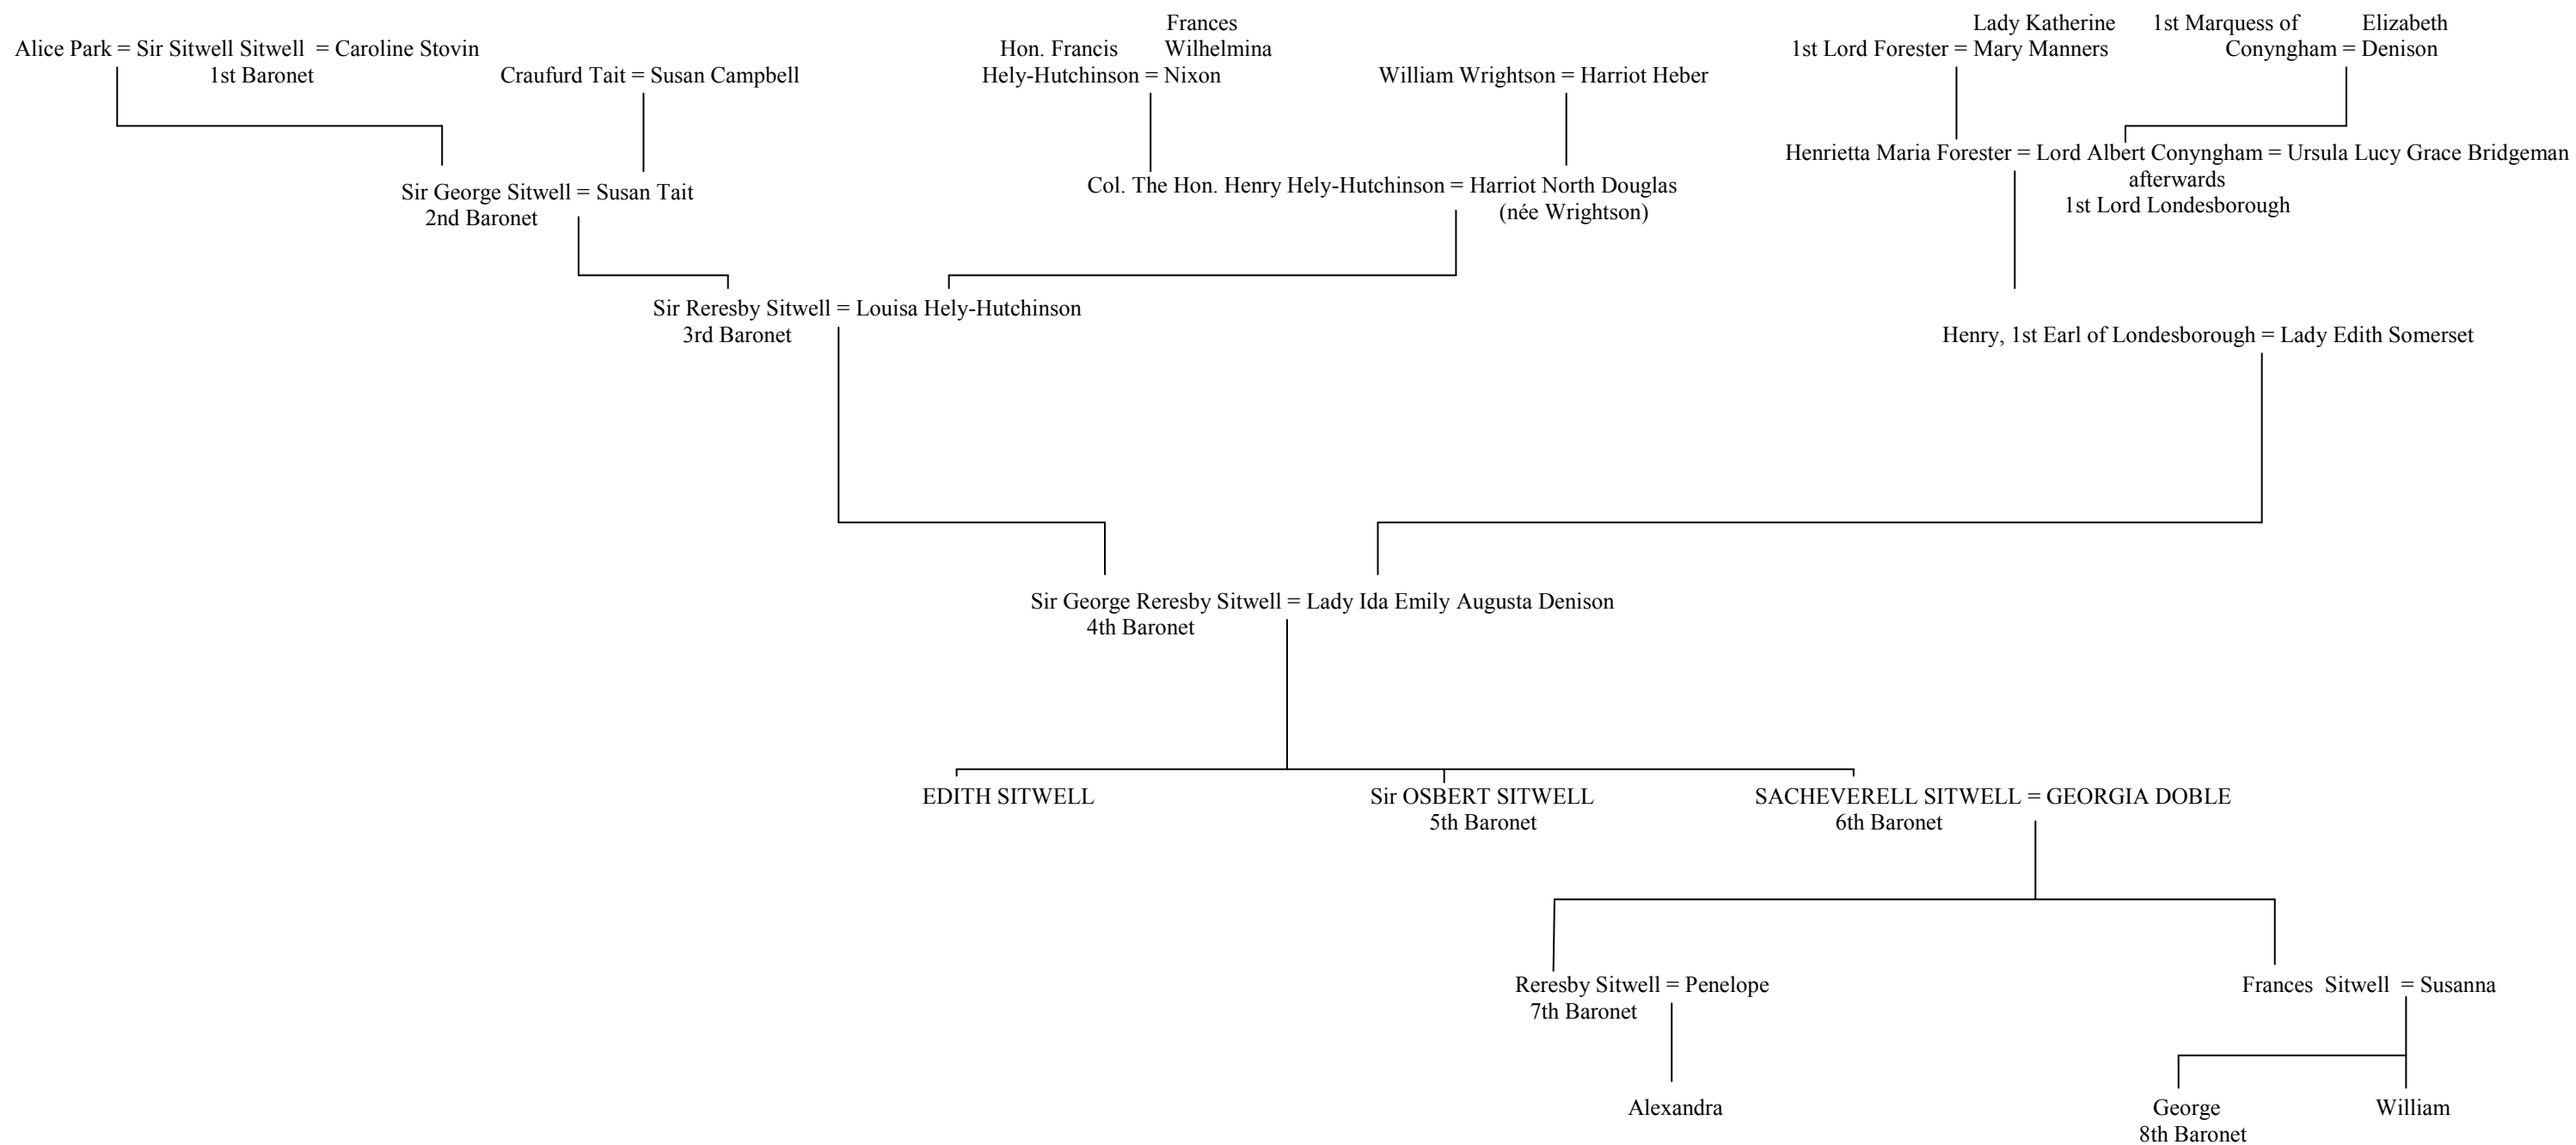 Alice Park = Sir Sitwell Sitwell = Caroline Stovin
1st Baronet
Craufurd Tait = Susan Campbell
Frances
Hon. Francis Wilhelmina
Hely-Hutchinson = Nixon
William Wrightson = Harriot Heber
Lady Katherine
1st Lord Forester = Mary Manners
1st Marquess of Elizabeth
Conyngham = Denison
Sir George Sitwell = Susan Tait
2nd Baronet
Col. The Hon. Henry Hely-Hutchinson = Harriot North Douglas
(née Wrightson)
Henrietta Maria Forester = Lord Albert Conyngham = Ursula Lucy Grace Bridgeman
afterwards
1st Lord Londesborough
Sir Reresby Sitwell = Louisa Hely-Hutchinson
3rd Baronet
Henry, 1st Earl of Londesborough = Lady Edith Somerset
Sir George Reresby Sitwell = Lady Ida Emily Augusta Denison
4th Baronet
EDITH SITWELL
Sir OSBERT SITWELL
5th Baronet
SACHEVERELL SITWELL = GEORGIA DOBLE
6th Baronet
Reresby Sitwell = Penelope
7th Baronet
Frances Sitwell = Susanna
Alexandra
George
8th Baronet
William